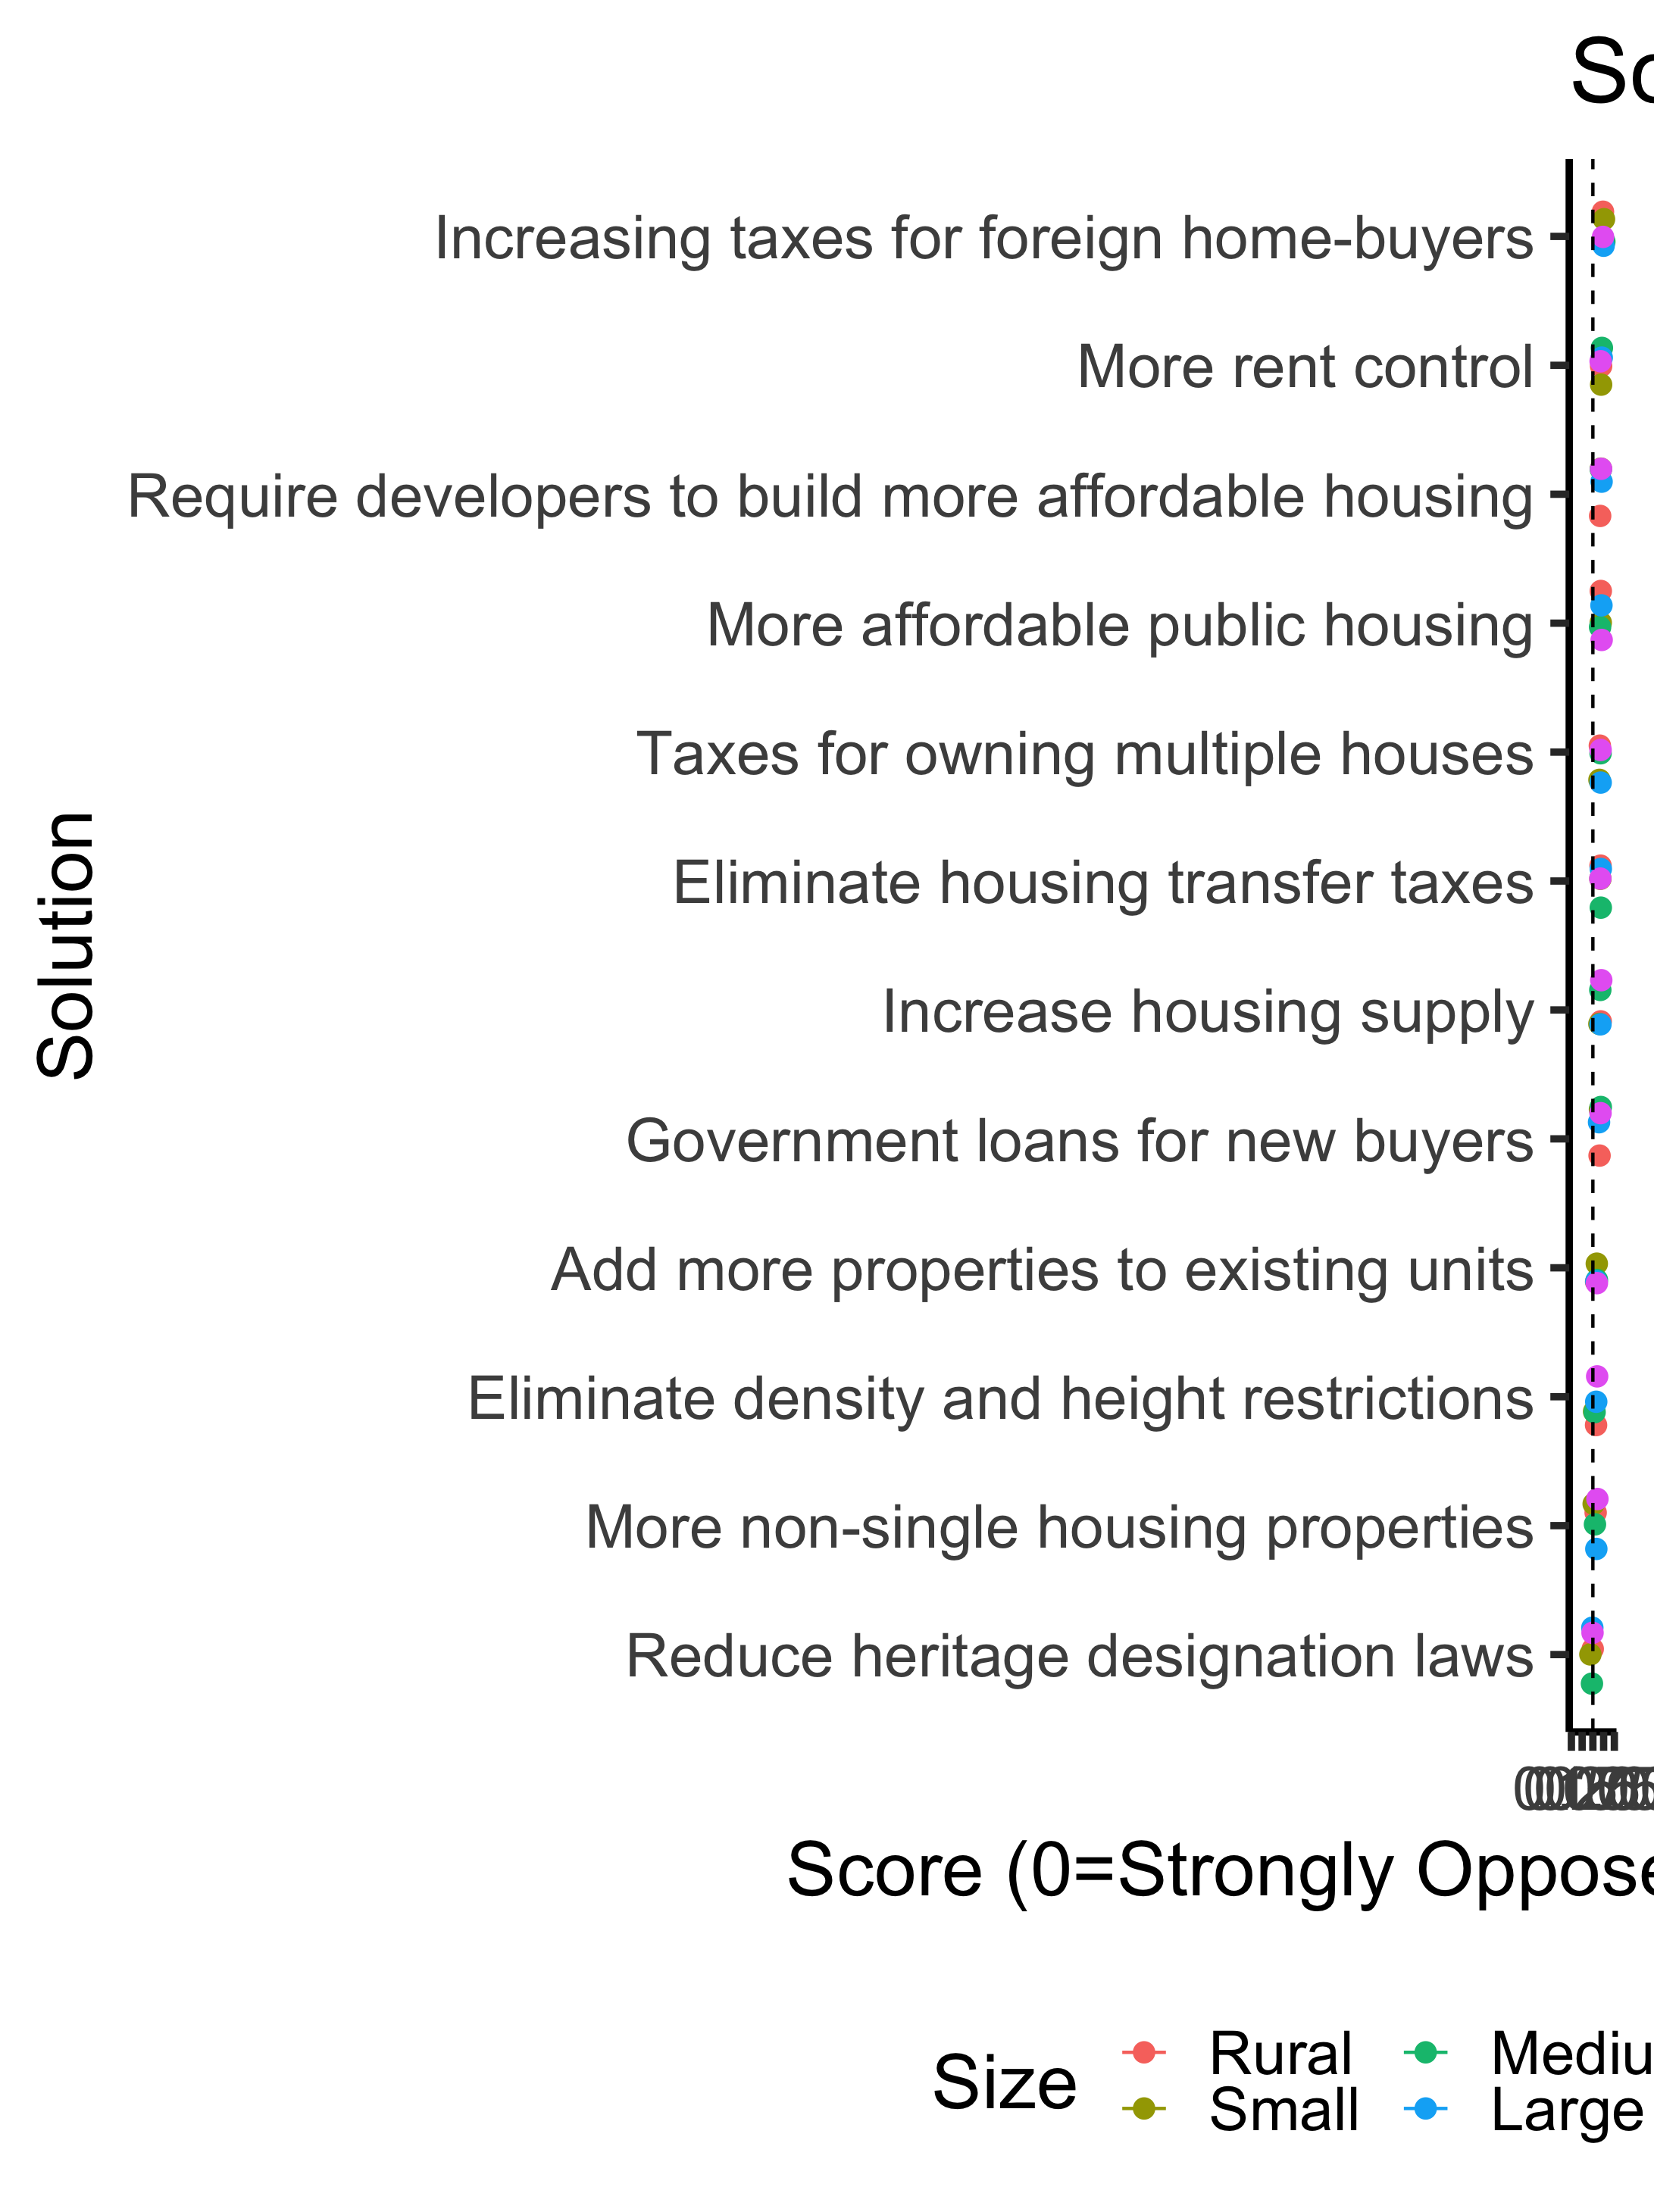 So
Increasing taxes for foreign home-buyers
More rent control
Require developers to build more affordable housing
More affordable public housing
Taxes for owning multiple houses
Eliminate housing transfer taxes
Increase housing supply
Government loans for new buyers
Add more properties to existing units
Eliminate density and height restrictions
More non-single housing properties
Reduce heritage designation laws
Solution
Score (0=Strongly Oppose
Size
Rural
Mediu
Small
Large